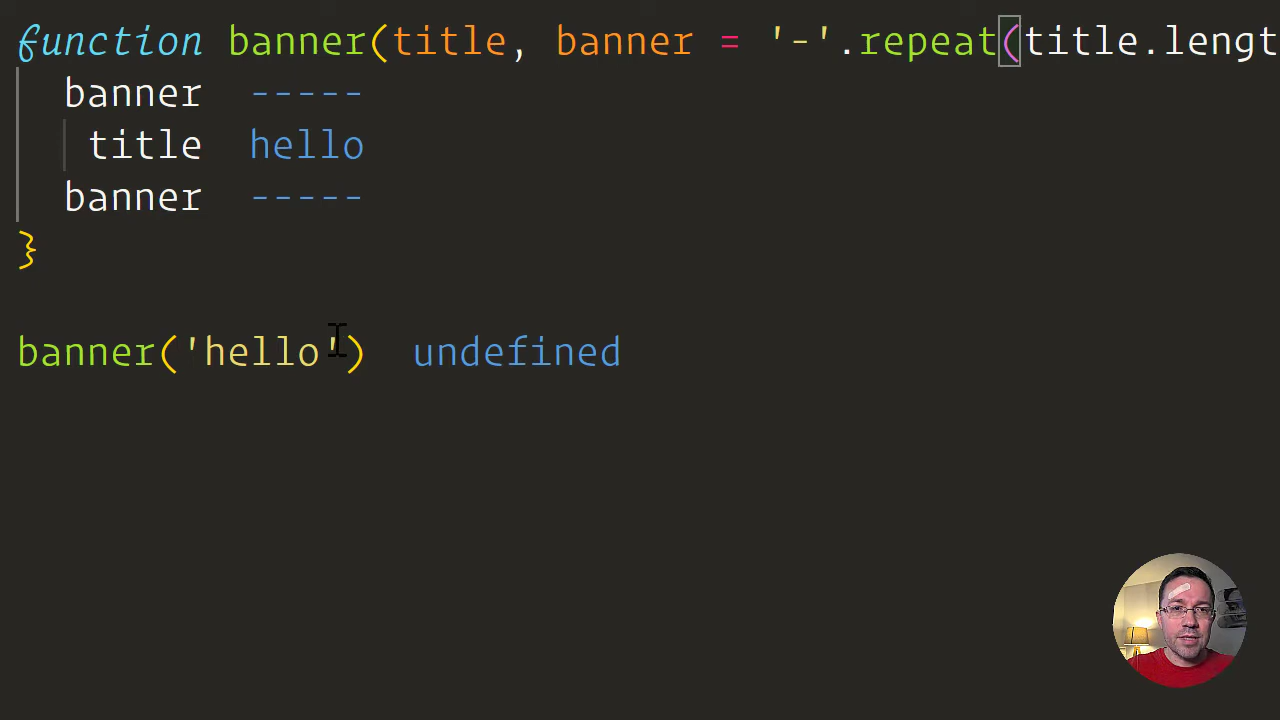 function banner(title, banner = '-'.repeat(title.lengt
banner -----
title hello
banner -----
}
banner('hello') undefined